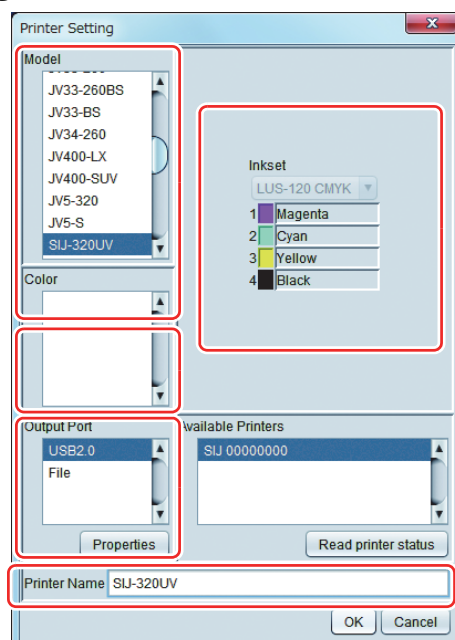 Printer Setting
Model
JV33-260BS
JV33-BS
JV34-260
JV400-LX
JV400-SUV
JV5-320
JV5-S
SIJ-320UV
Inkset
LUS-120 CMYK
1 Magenta
2 Cyan
3 Yellow
4 Black
Color
Output Port
USB2.0
File
Properties
Available Printers
SIJ 00000000
Read printer status
Printer Name SIJ-320UV
OK Cancel